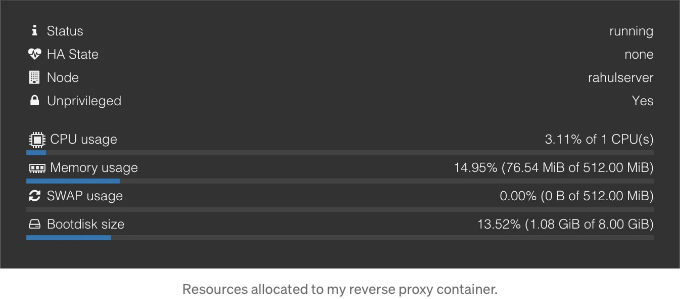 Status running
HA State none
Node rahulserver
Unprivileged Yes
CPU usage 3.11% of 1 CPU(s)
Memory usage 14.95% (76.54 MiB of 512.00 MiB)
SWAP usage 0.00% (0 B of 512.00 MiB)
Bootdisk size 13.52% (1.08 GiB of 8.00 GiB)
Resources allocated to my reverse proxy container.